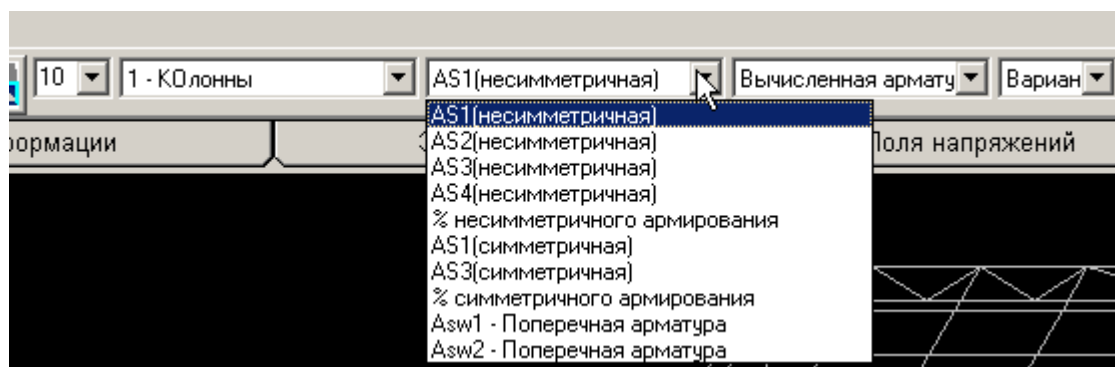 10 1 - КОлонны AS1(несимметричная) Вычисленная армату Вариан
AS1(несимметричная)
ормации Поля напряжений
AS2(несимметричная)
AS3(несимметричная)
AS4(несимметричная)
% несимметричного армирования
AS1(симметричная)
AS3(симметричная)
% симметричного армирования
Asw1 - Поперечная арматура
Asw2 - Поперечная арматура